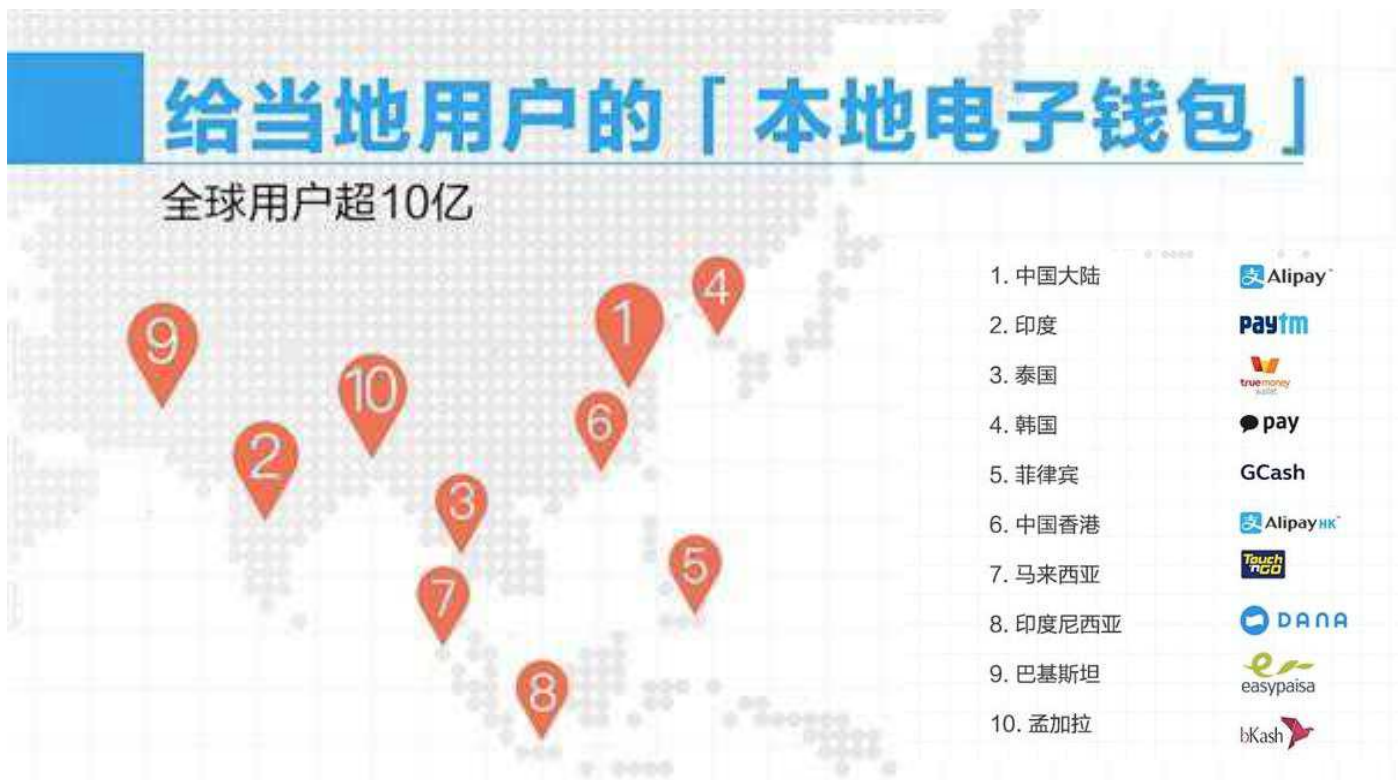 给当地用户的「本地电子钱包」
全球用户超10亿
9
10
2
3
7
8
1
4
6
5
1. 中国大陆 支 Alipay
2. 印度 paytm
3. 泰国 truemoney wallet
4. 韩国 pay
5. 菲律宾 GCash
6. 中国香港 支 Alipay HK
7. 马来西亚 Touch 'n GO
8. 印度尼西亚 DANA
9. 巴基斯坦 easypaisa
10. 孟加拉 bKash